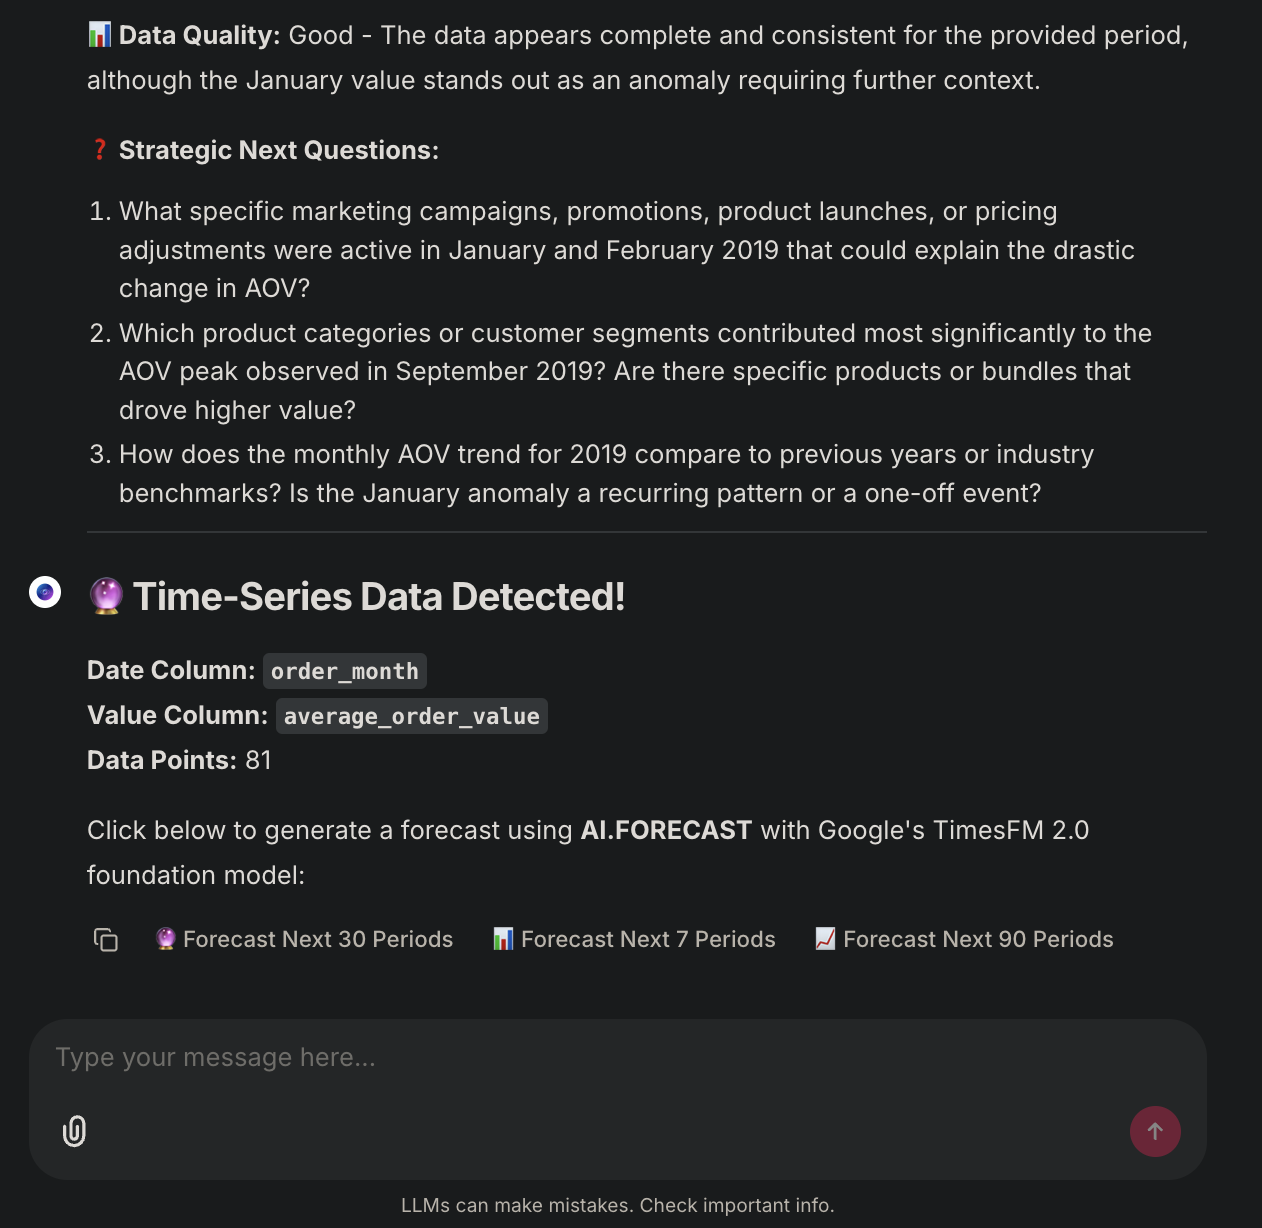 📊 Data Quality: Good - The data appears complete and consistent for the provided period,
although the January value stands out as an anomaly requiring further context.
❓ Strategic Next Questions:
1. What specific marketing campaigns, promotions, product launches, or pricing
adjustments were active in January and February 2019 that could explain the drastic
change in AOV?
2. Which product categories or customer segments contributed most significantly to the
AOV peak observed in September 2019? Are there specific products or bundles that
drove higher value?
3. How does the monthly AOV trend for 2019 compare to previous years or industry
benchmarks? Is the January anomaly a recurring pattern or a one-off event?
🔮 Time-Series Data Detected!
Date Column: order_month
Value Column: average_order_value
Data Points: 81
Click below to generate a forecast using AI.FORECAST with Google's TimesFM 2.0
foundation model:
🔮 Forecast Next 30 Periods 📊 Forecast Next 7 Periods 📈 Forecast Next 90 Periods
Type your message here...
LLMs can make mistakes. Check important info.